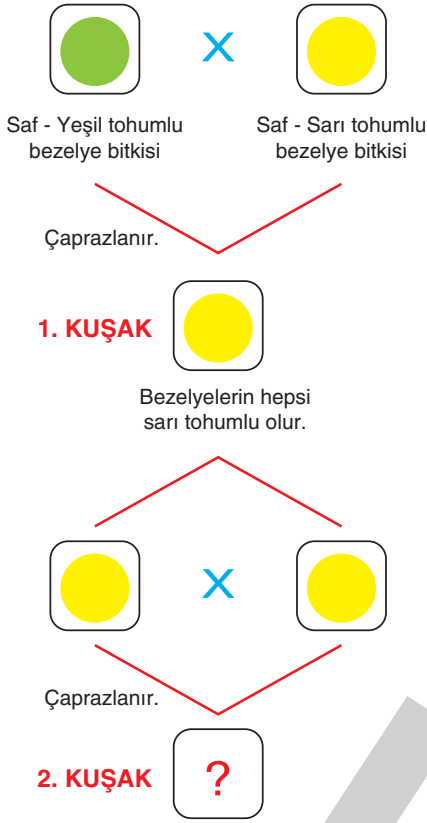 X
Saf - Yeşil tohumlu
bezelye bitkisi
Saf - Sarı tohumlu
bezelye bitkisi
Çaprazlanır.
1. KUŞAK
Bezelyelerin hepsi
sarı tohumlu olur.
X
Çaprazlanır.
2. KUŞAK
?